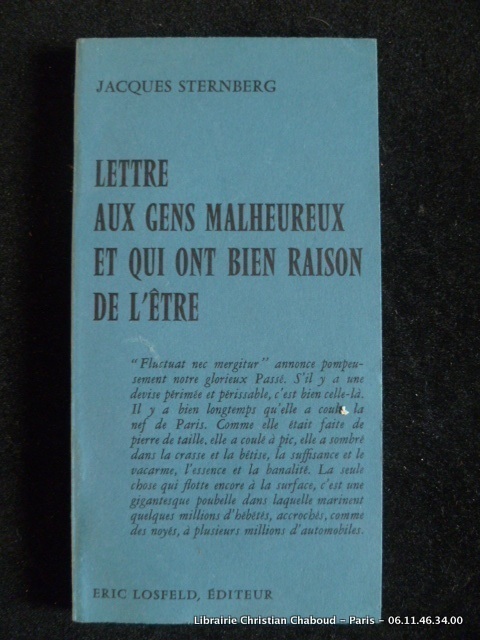 JACQUES STERNBERG
LETTRE
AUX GENS MALHEUREUX
ET QUI ONT BIEN RAISON
DE L'ÊTRE
"Fluctuat nec mergitur" annonce pompeu-
sement notre glorieux Passé. S'il y a une
devise périmée et périssable, c'est bien celle-là.
Il y a bien longtemps qu'elle a coulé la
nef de Paris. Comme elle était faite de
pierre de taille, elle a coulé à pic, elle a sombré
dans la crasse et la bêtise, la suffisance et le
vacarme, l'essence et la banalité. La seule
chose qui flotte encore à la surface, c'est une
gigantesque poubelle dans laquelle marinent
quelques millions d'hébétés, accrochés, comme
des noyés, à plusieurs millions d'automobiles.
ERIC LOSFELD, ÉDITEUR
Librairie Christian Chaboud - Paris - 06.11.46.34.00